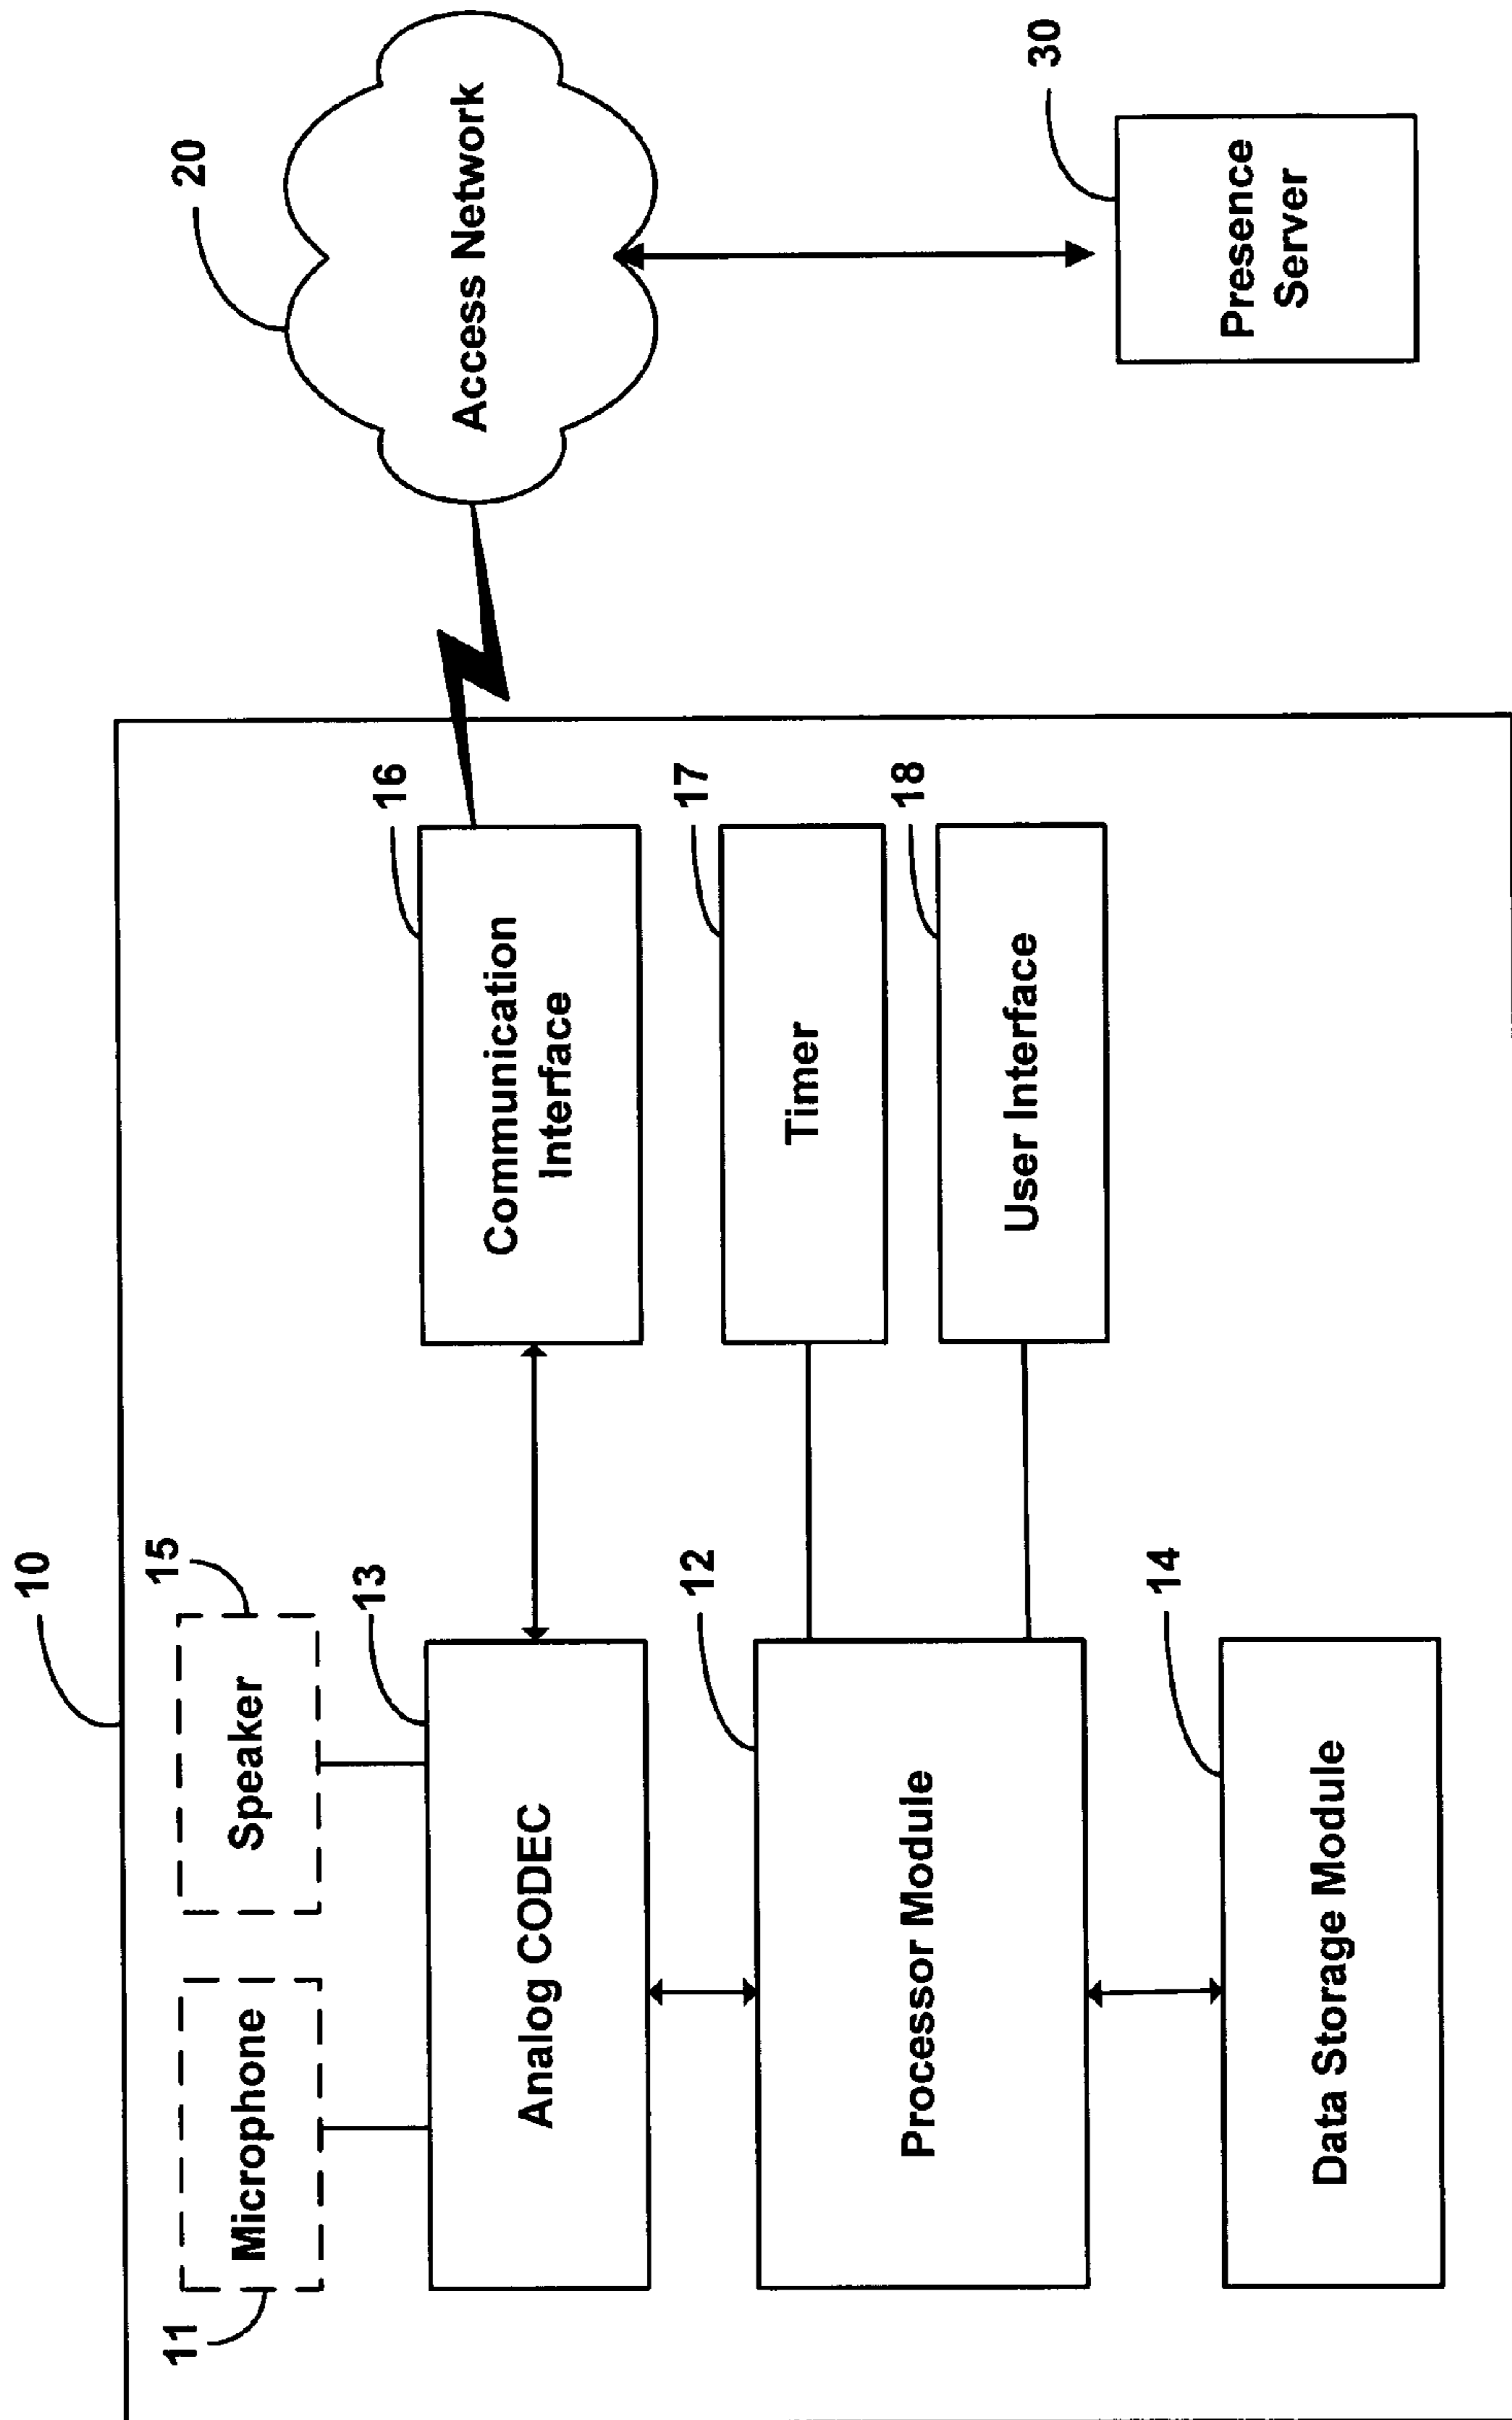 10
11
Microphone
15
Speaker
13
Analog CODEC
16
Communication
Interface
20
Access Network
12
Processor Module
17
Timer
18
User Interface
14
Data Storage Module
30
Presence
Server